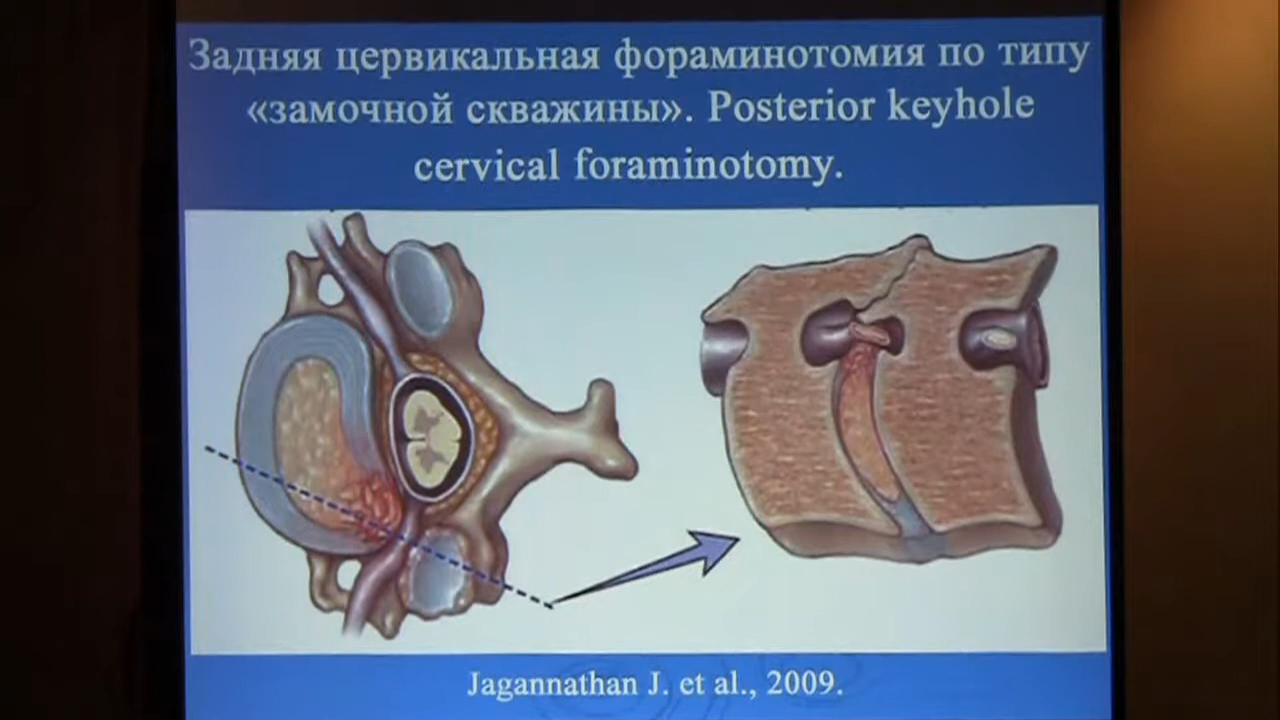 Задняя цервикальная фораминотомия по типу
«замочной скважины». Posterior keyhole
cervical foraminotomy.
Jagannathan J. et al., 2009.